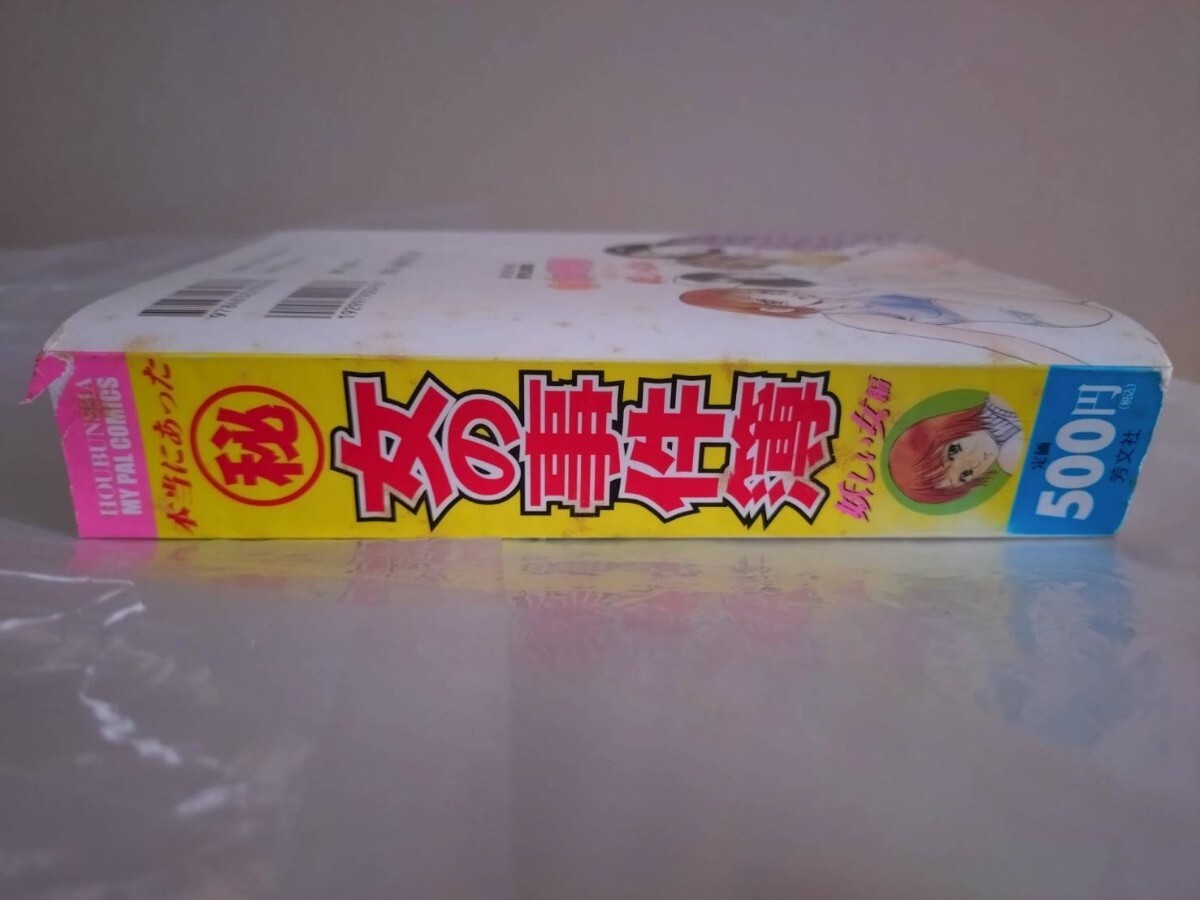 HOUBUNSHA
MY PAL COMICS
本当にあった
秘
女の事件簿
妖しい女編
定価
500円
(税込)
芳文社